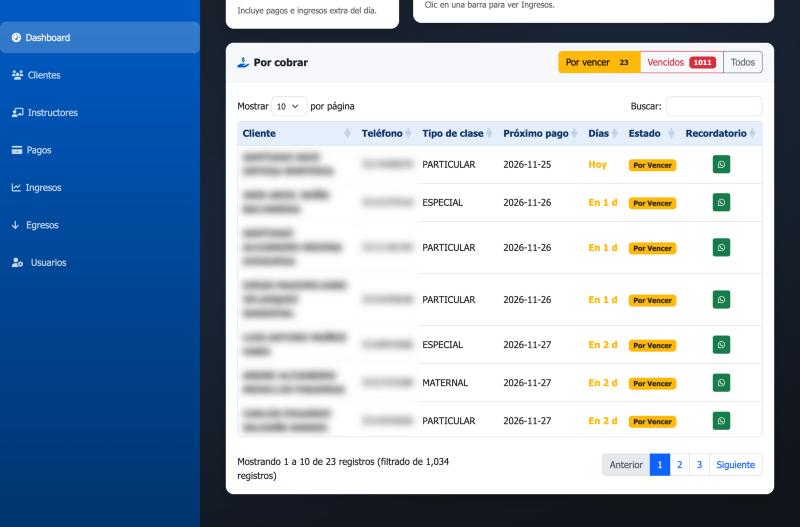 Incluye pagos e ingresos extra del día.
Clic en una barra para ver Ingresos.
Dashboard
Clientes
Instructores
Pagos
Ingresos
Egresos
Usuarios
Por cobrar
Por vencer 23 Vencidos 1011 Todos
Mostrar 10 por página Buscar:
Cliente Teléfono Tipo de clase Próximo pago Días Estado Recordatorio
PARTICULAR 2026-11-25 Hoy Por Vencer
ESPECIAL 2026-11-26 En 1 d Por Vencer
PARTICULAR 2026-11-26 En 1 d Por Vencer
PARTICULAR 2026-11-26 En 1 d Por Vencer
ESPECIAL 2026-11-27 En 2 d Por Vencer
MATERNAL 2026-11-27 En 2 d Por Vencer
PARTICULAR 2026-11-27 En 2 d Por Vencer
Mostrando 1 a 10 de 23 registros (filtrado de 1,034
registros)
Anterior 1 2 3 Siguiente